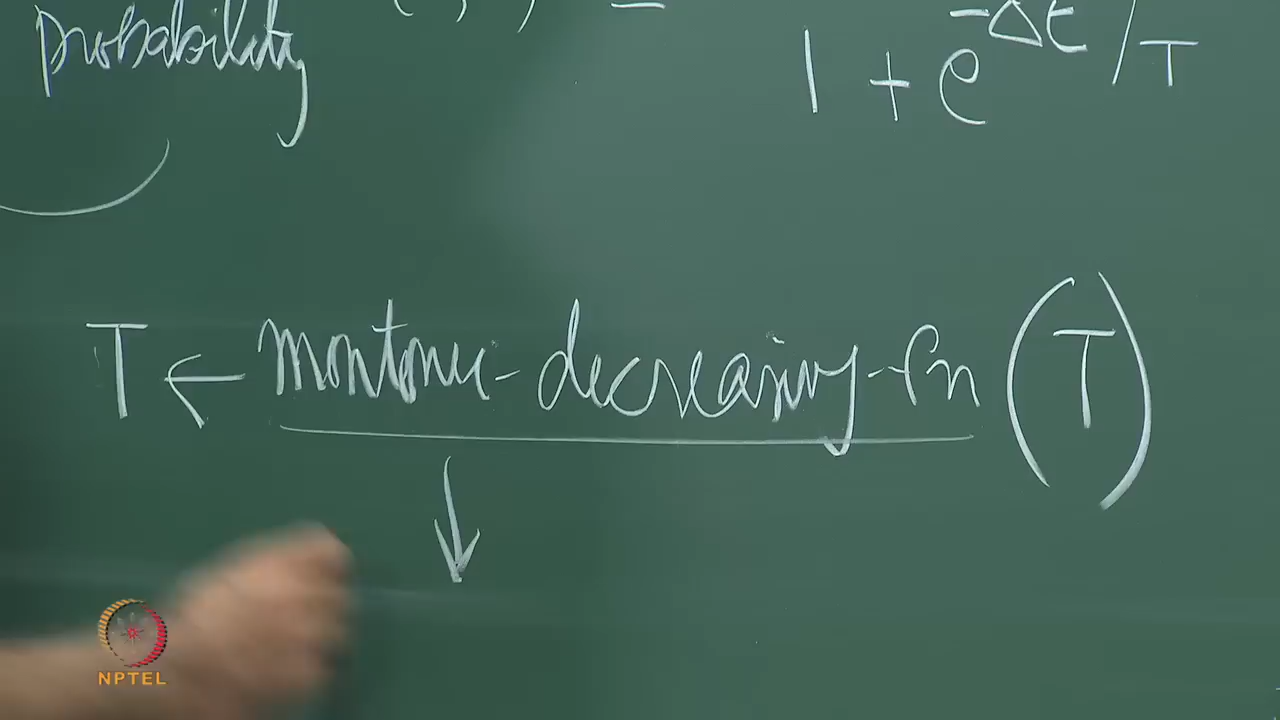 probability ( , ) = 1 + e^{-ΔE/T}
T ← montonic-decreasing-fn (T)
↓
NPTEL